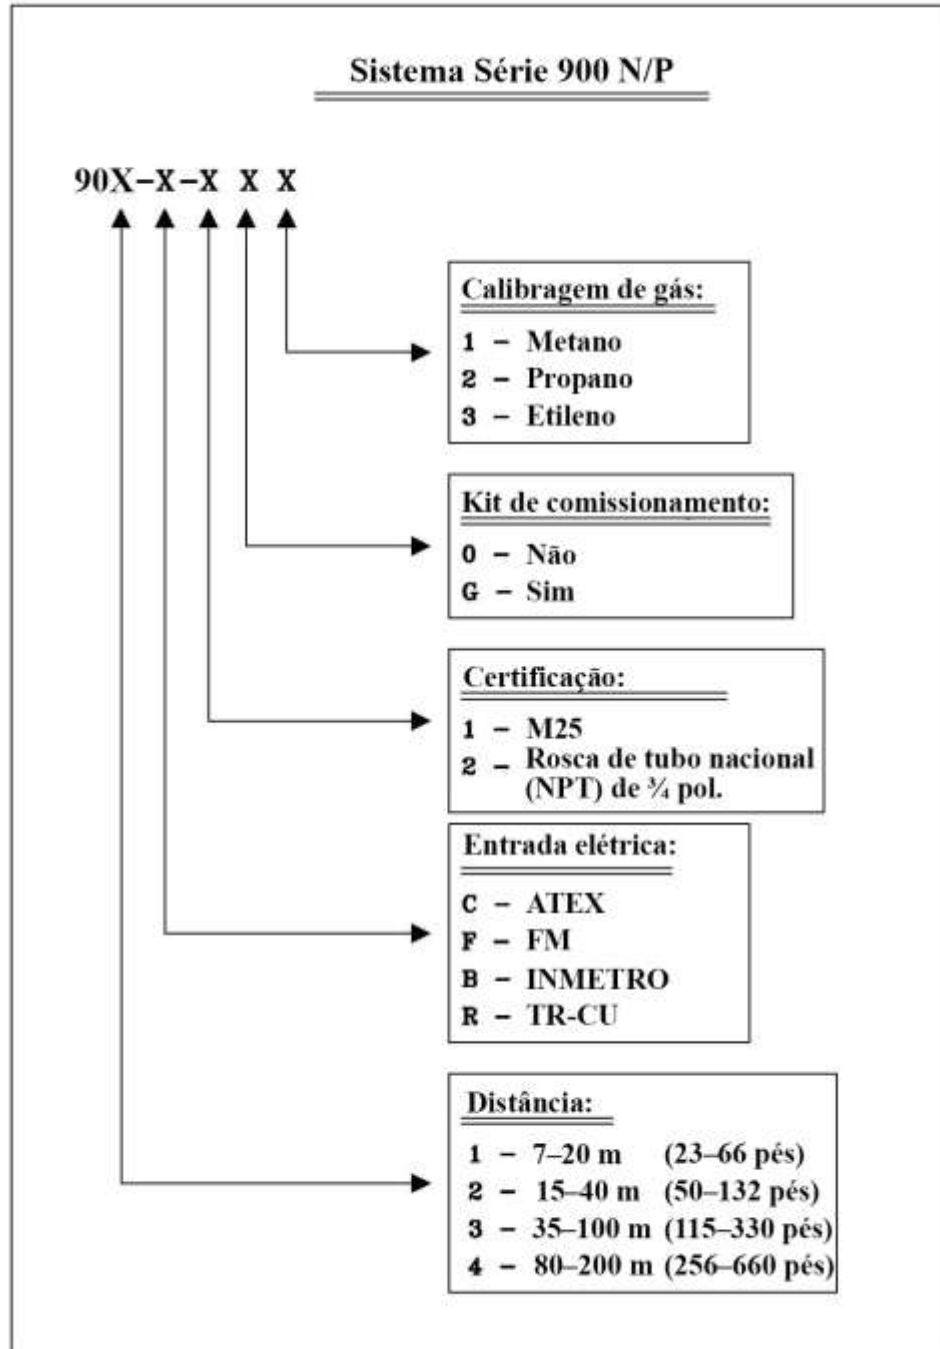 Sistema Série 900 N/P
90X-X-X X X
Calibragem de gás:
1 - Metano
2 - Propano
3 - Etileno
Kit de comissionamento:
0 - Não
G - Sim
Certificação:
1 - M25
2 - Rosca de tubo nacional
(NPT) de ¾ pol.
Entrada elétrica:
C - ATEX
F - FM
B - INMETRO
R - TR-CU
Distância:
1 - 7–20 m (23–66 pés)
2 - 15–40 m (50–132 pés)
3 - 35–100 m (115–330 pés)
4 - 80–200 m (256–660 pés)